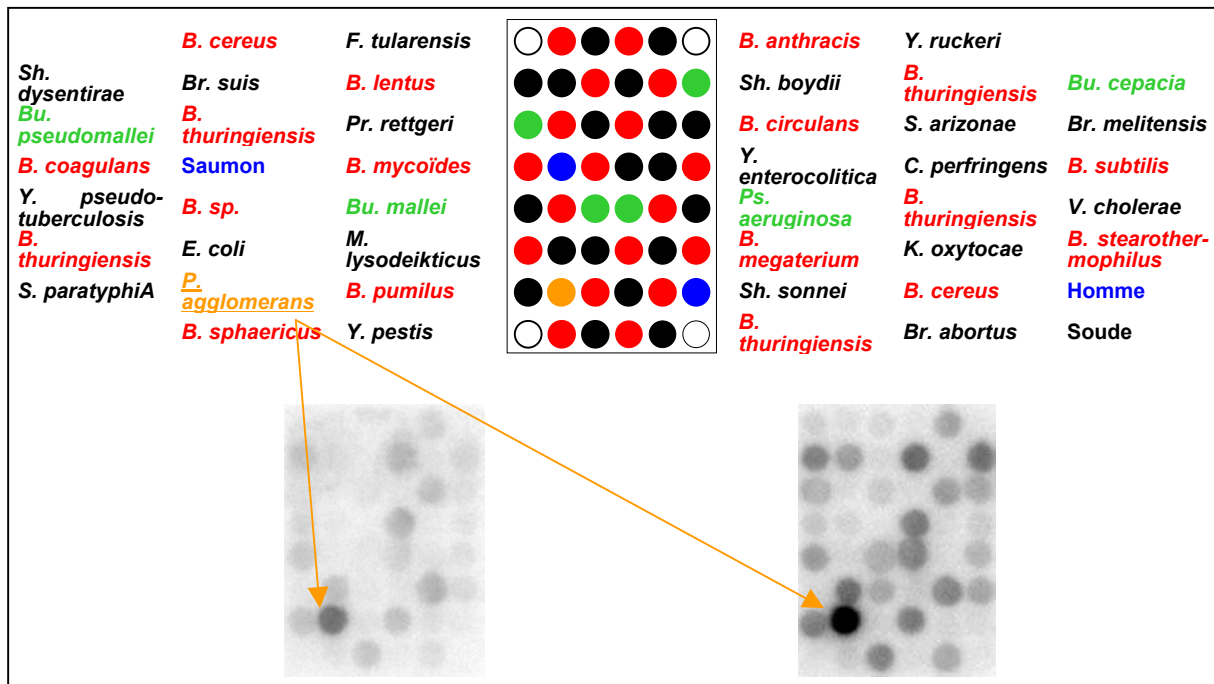 B. cereus F. tularensis B. anthracis Y. ruckeri
Sh. dysentirae Br. suis B. lentus Sh. boydii B. thuringiensis Bu. cepacia
Bu. pseudomallei B. thuringiensis Pr. rettgeri B. circulans S. arizonae Br. melitensis
B. coagulans Saumon B. mycoïdes Y. enterocolitica C. perfringens B. subtilis
Y. pseudo-tuberculosis B. sp. Bu. mallei Ps. aeruginosa B. thuringiensis V. cholerae
B. thuringiensis E. coli M. lysodeikticus B. megaterium K. oxytocae B. stearother-mophilus
S. paratyphiA P. agglomerans B. pumilus Sh. sonnei B. cereus Homme
B. sphaericus Y. pestis B. thuringiensis Br. abortus Soude